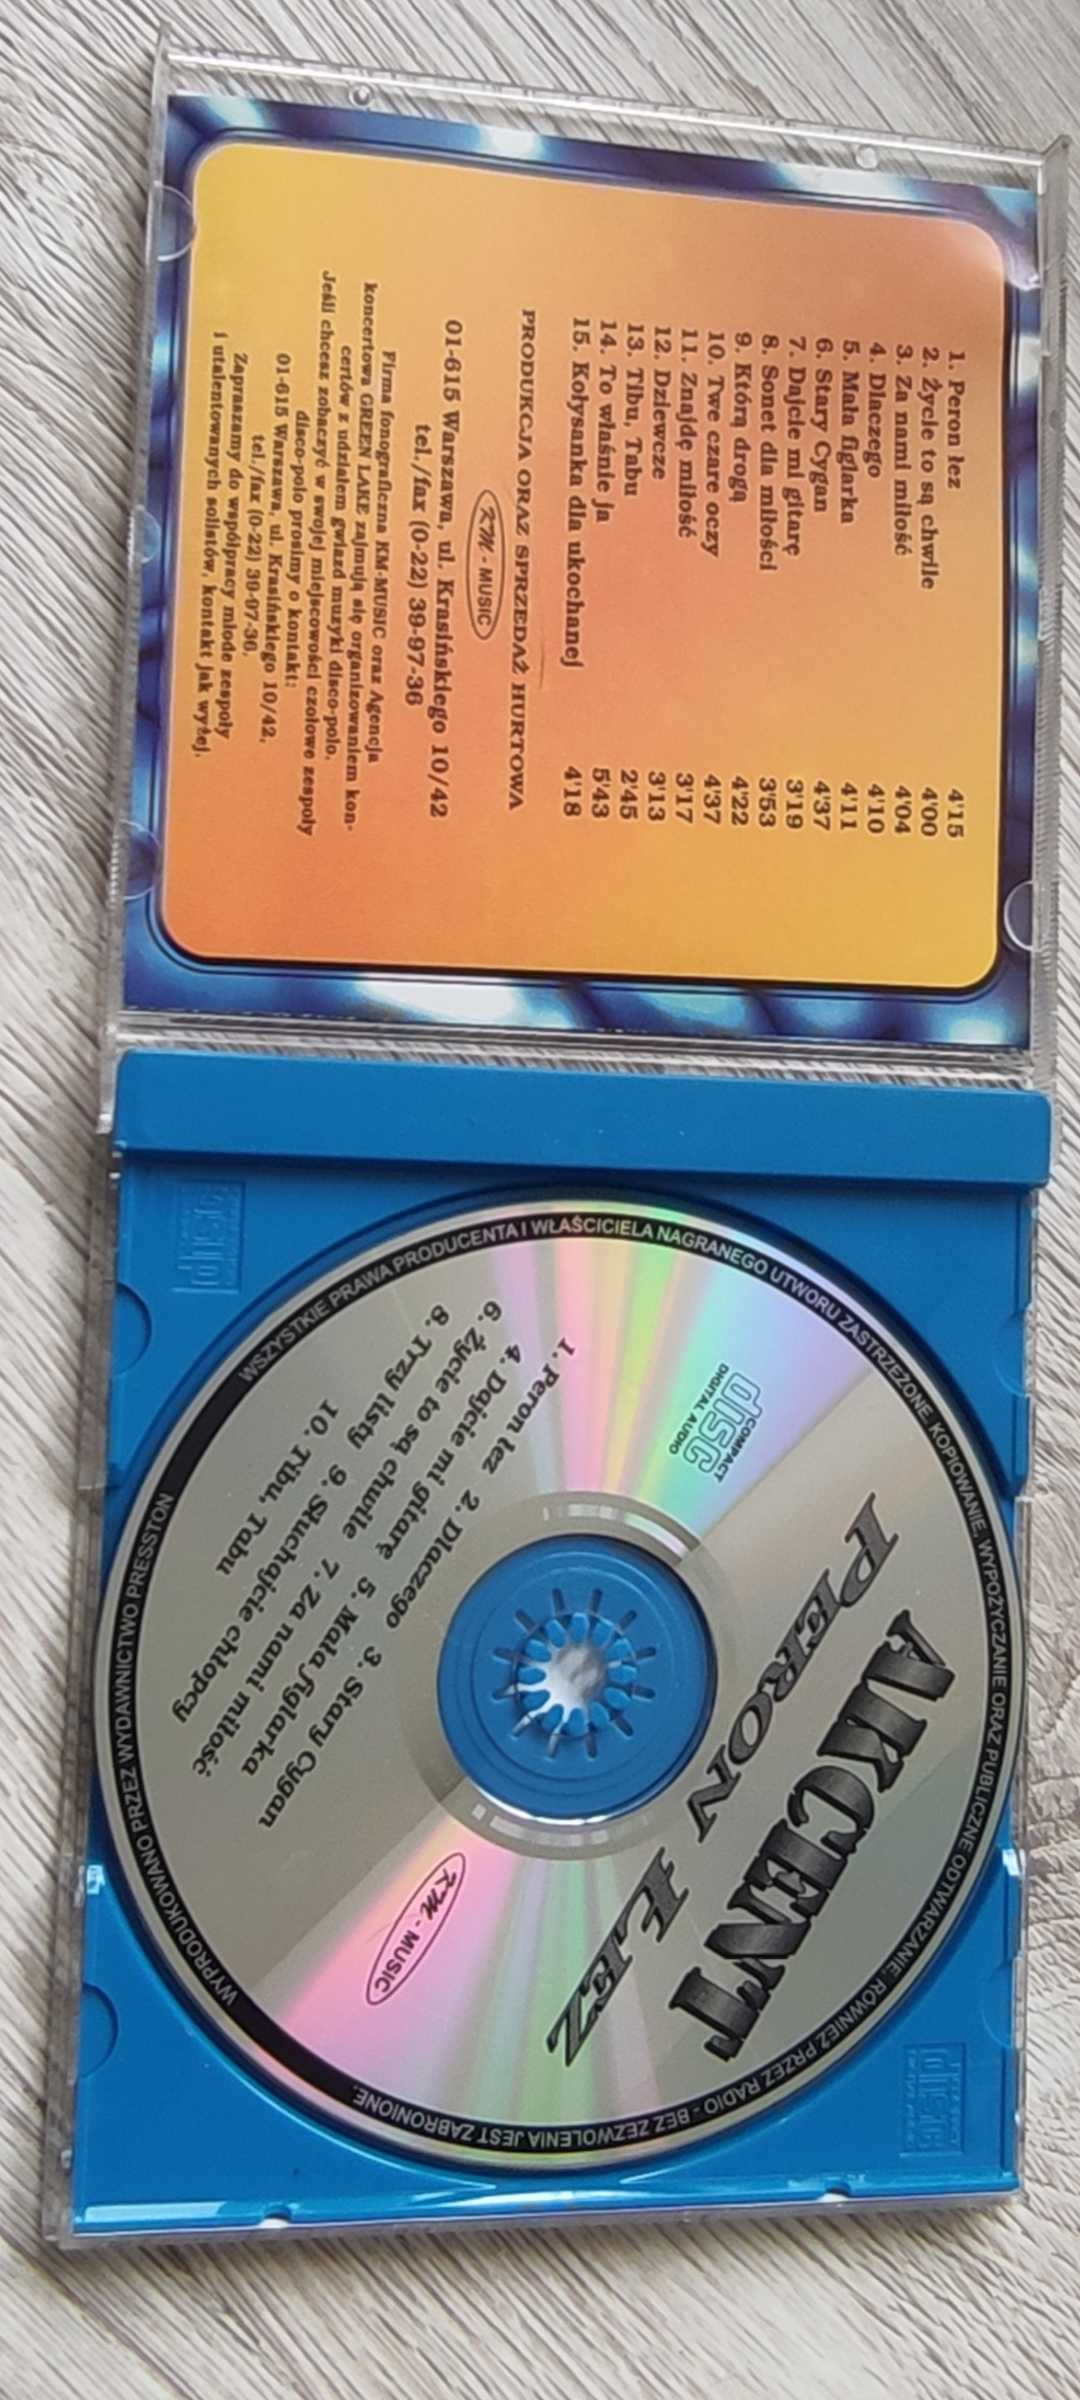 1. Peron łez 4'15
2. Życie to są chwile 4'00
3. Za nami miłość 4'04
4. Dlaczego 4'10
5. Mała figlarka 4'11
6. Stary Cygan 4'37
7. Dajcie mi gitarę 3'19
8. Sonet dla miłości 3'53
9. Którą drogą 4'22
10. Twe czare oczy 4'37
11. Znajdę miłość 3'17
12. Dziewcze 3'13
13. Tibu, Tabu 2'45
14. To właśnie ja 5'43
15. Kołysanka dla ukochanej 4'18
PRODUKCJA ORAZ SPRZEDAŻ HURTOWA
KM - MUSIC
01-615 Warszawa, ul. Krasińskiego 10/42
tel./fax (0-22) 39-97-36
Firma fonograficzna KM-MUSIC oraz Agencja
koncertowa GREEN LAKE zajmują się organizowaniem kon-
certów z udziałem gwiazd muzyki disco-polo.
Jeśli chcesz zobaczyć w swojej miejscowości czołowe zespoły
disco-polo prosimy o kontakt:
01-615 Warszawa, ul. Krasińskiego 10/42,
tel./fax (0-22) 39-97-36.
Zapraszamy do współpracy młode zespoły
i utalentowanych solistów, kontakt jak wyżej.
AKCENT
PERON ŁEZ
COMPACT
disc
DIGITAL AUDIO
1. Peron łez 2. Dlaczego 3. Stary Cygan
4. Dajcie mi gitarę 5. Mała figlarka
6. Życie to są chwile 7. Za nami miłość
8. Trzy listy 9. Słuchajcie chłopcy
10. Tibu, Tabu
KM - MUSIC
WSZYSTKIE PRAWA PRODUCENTA I WŁAŚCICIELA NAGRANEGO UTWORU ZASTRZEŻONE. KOPIOWANIE, WYPOŻYCZANIE ORAZ PUBLICZNE ODTWARZANIE, RÓWNIEŻ PRZEZ RADIO - BEZ ZEZWOLENIA JEST ZABRONIONE.
WYPRODUKOWANO PRZEZ WYDAWNICTWO PRESSTON
disc
disc